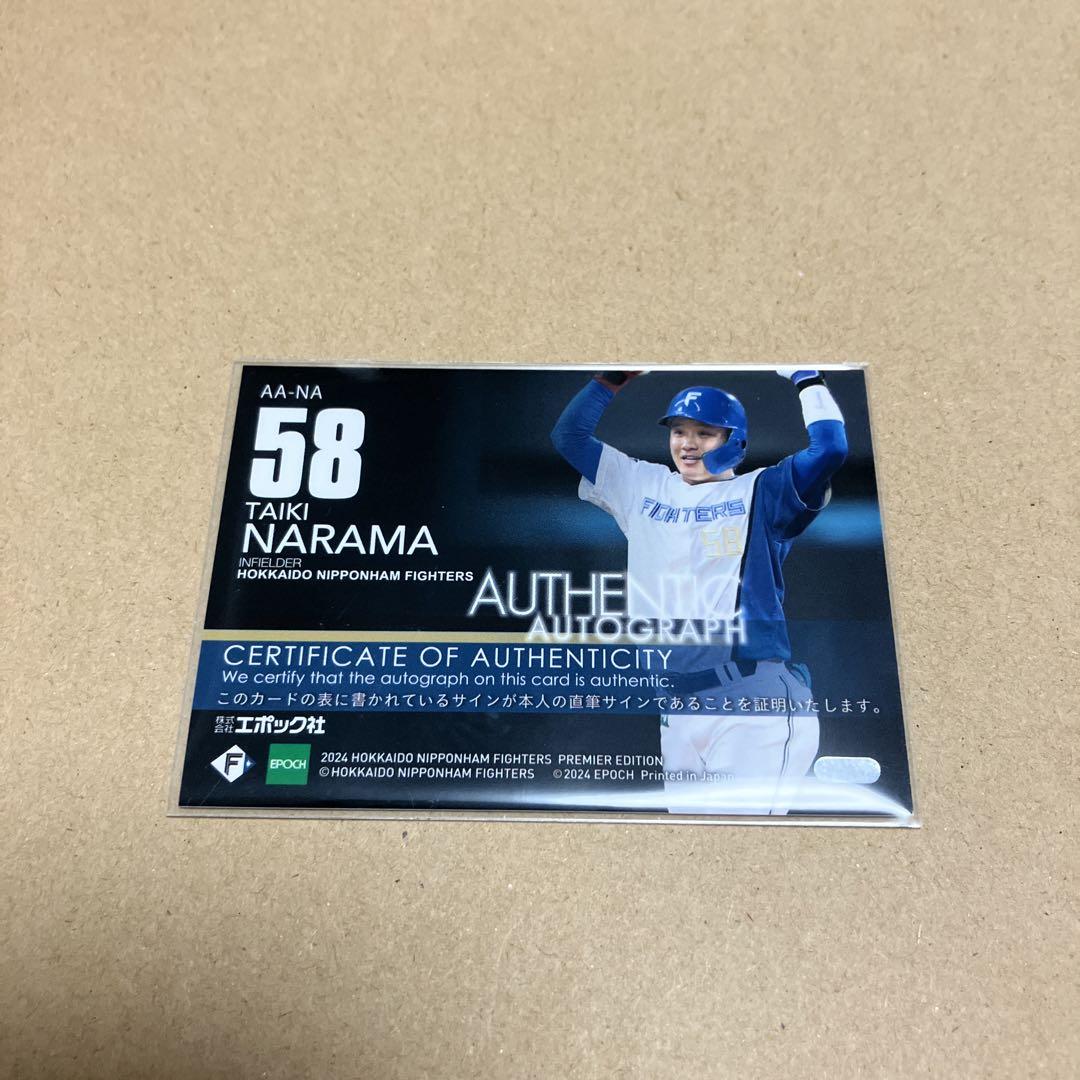 AA-NA
58
TAIKI
NARAMA
INFIELDER
HOKKAIDO NIPPONHAM FIGHTERS
F
FIGHTERS
58
AUTHENTIC
AUTOGRAPH
CERTIFICATE OF AUTHENTICITY
We certify that the autograph on this card is authentic.
このカードの表に書かれているサインが本人の直筆サインであることを証明いたします。
株式会社エポック社
F
EPOCH
2024 HOKKAIDO NIPPONHAM FIGHTERS PREMIER EDITION
©HOKKAIDO NIPPONHAM FIGHTERS ©2024 EPOCH Printed in Japan